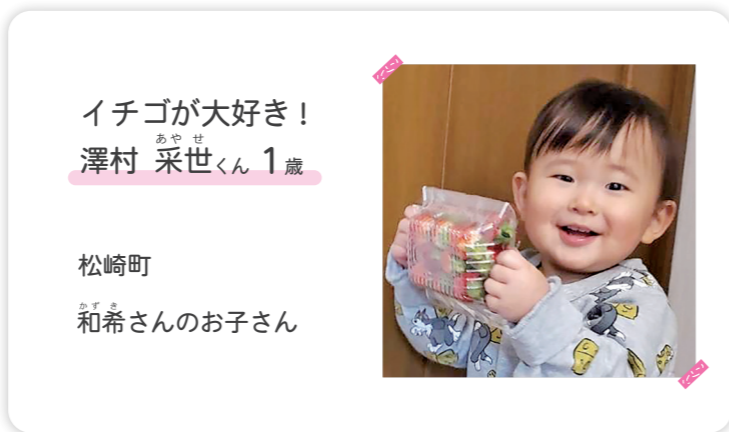 イチゴが大好き!
あやせ
澤村 采世くん 1歳
松崎町
かずき
和希さんのお子さん